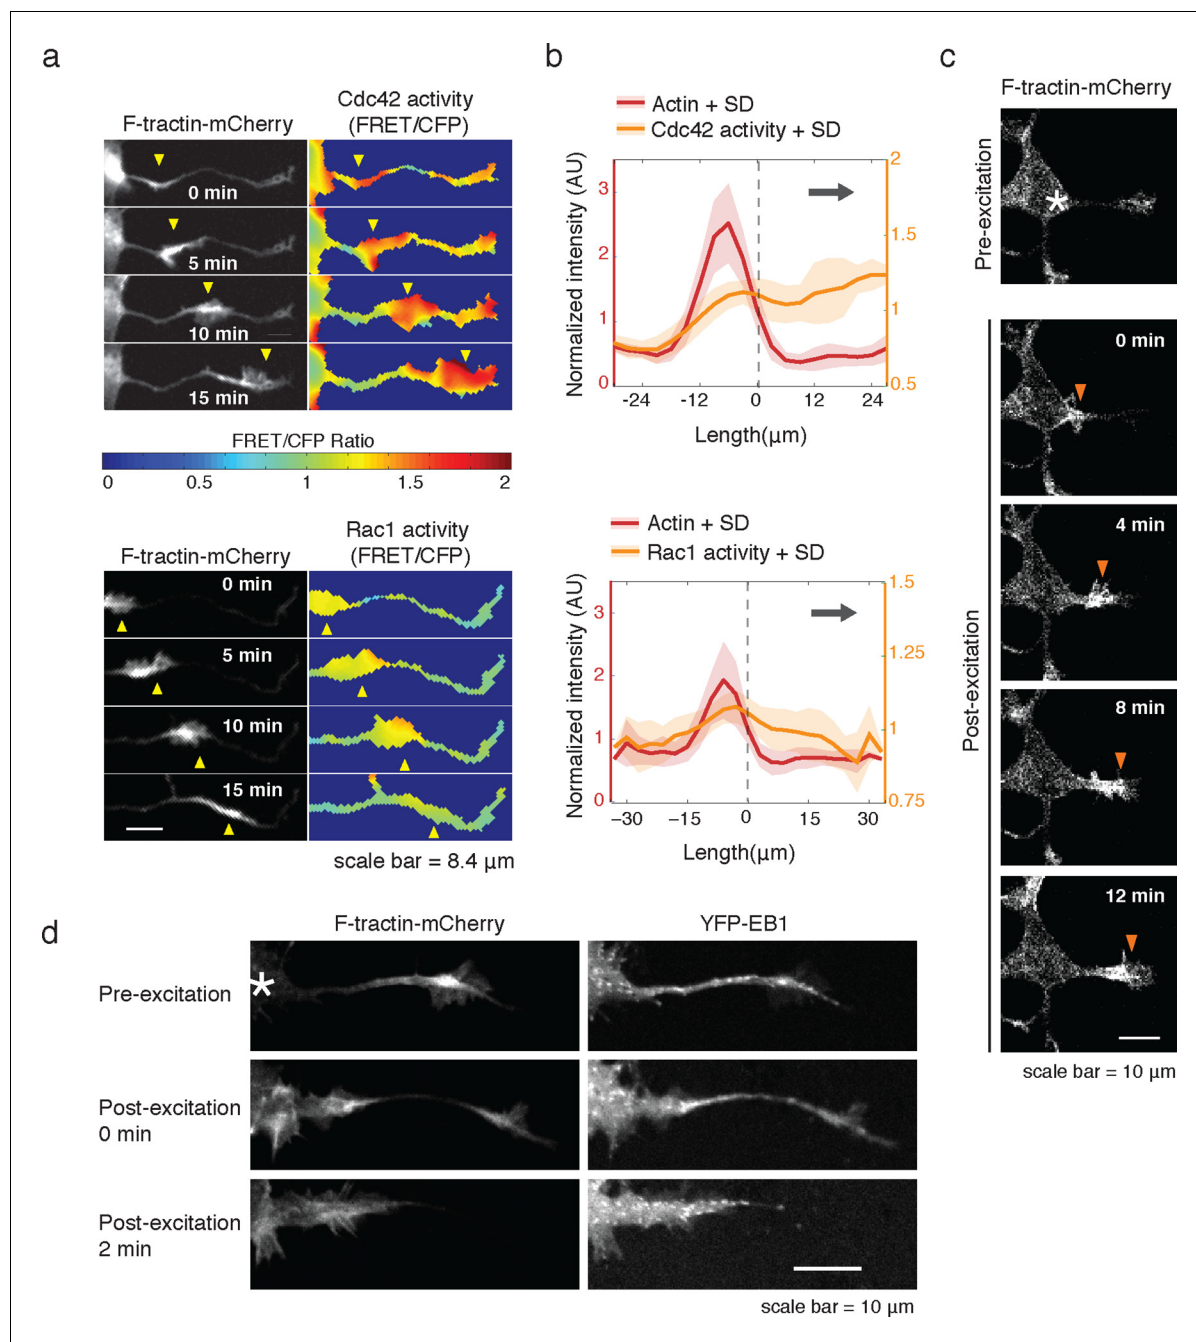 a
F-tractin-mCherry
Cdc42 activity
(FRET/CFP)
0 min
5 min
10 min
15 min
FRET/CFP Ratio
0 0.5 1 1.5 2
F-tractin-mCherry
Rac1 activity
(FRET/CFP)
0 min
5 min
10 min
15 min
scale bar = 8.4 µm
b
Actin + SD
Cdc42 activity + SD
Normalized intensity (AU)
3
2
1
0
2
1.5
1
0.5
-24 -12 0 12 24
Length(µm)
Actin + SD
Rac1 activity + SD
Normalized intensity (AU)
3
2
1
0
1.5
1.25
1
0.75
-30 -15 0 15 30
Length(µm)
c
F-tractin-mCherry
Pre-excitation
*
Post-excitation
0 min
4 min
8 min
12 min
scale bar = 10 µm
d
F-tractin-mCherry
YFP-EB1
Pre-excitation
*
Post-excitation
0 min
Post-excitation
2 min
scale bar = 10 µm